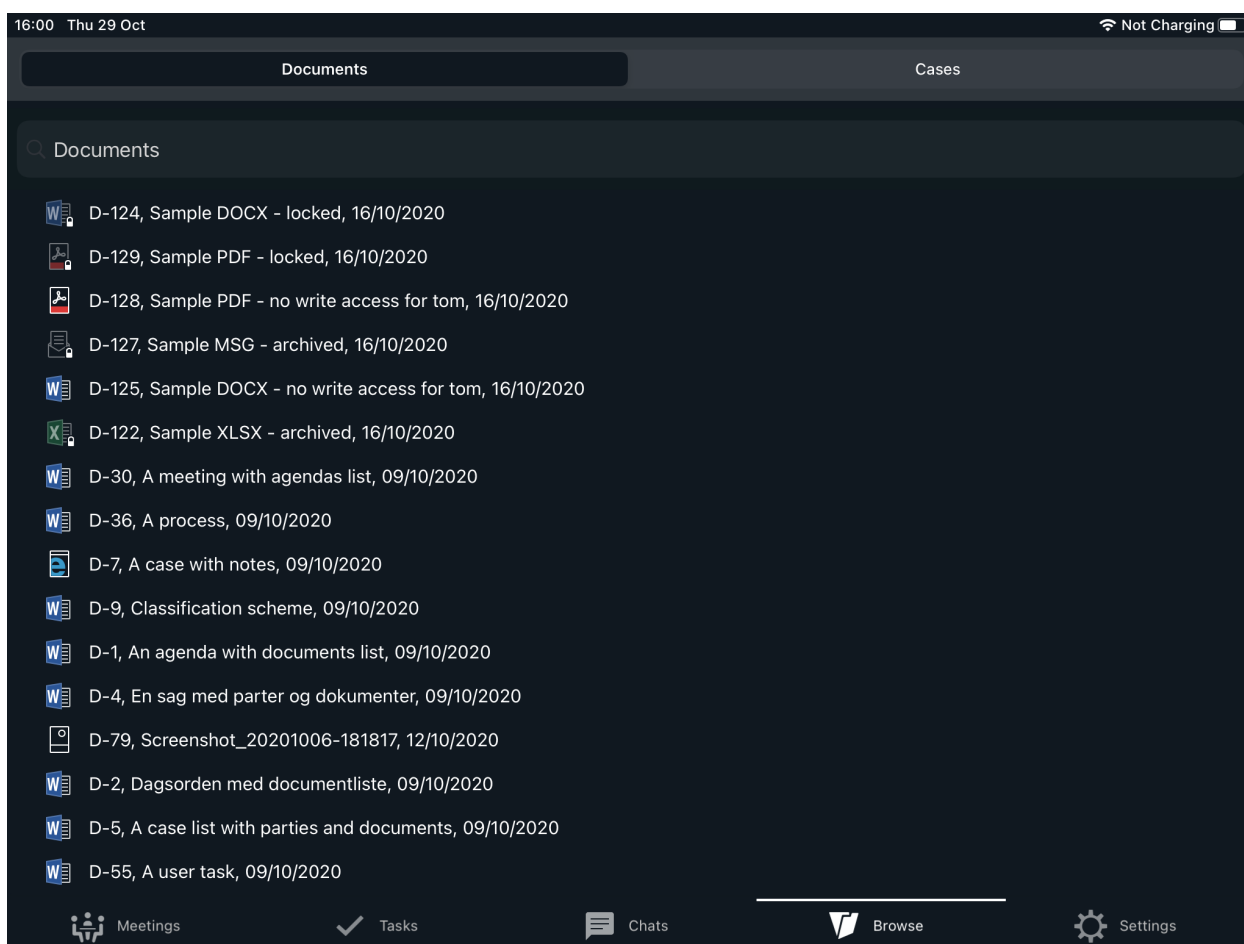 16:00 Thu 29 Oct Not Charging
Documents Cases
Documents
D-124, Sample DOCX - locked, 16/10/2020
D-129, Sample PDF - locked, 16/10/2020
D-128, Sample PDF - no write access for tom, 16/10/2020
D-127, Sample MSG - archived, 16/10/2020
D-125, Sample DOCX - no write access for tom, 16/10/2020
D-122, Sample XLSX - archived, 16/10/2020
D-30, A meeting with agendas list, 09/10/2020
D-36, A process, 09/10/2020
D-7, A case with notes, 09/10/2020
D-9, Classification scheme, 09/10/2020
D-1, An agenda with documents list, 09/10/2020
D-4, En sag med parter og dokumenter, 09/10/2020
D-79, Screenshot_20201006-181817, 12/10/2020
D-2, Dagsorden med documentliste, 09/10/2020
D-5, A case list with parties and documents, 09/10/2020
D-55, A user task, 09/10/2020
Meetings Tasks Chats Browse Settings